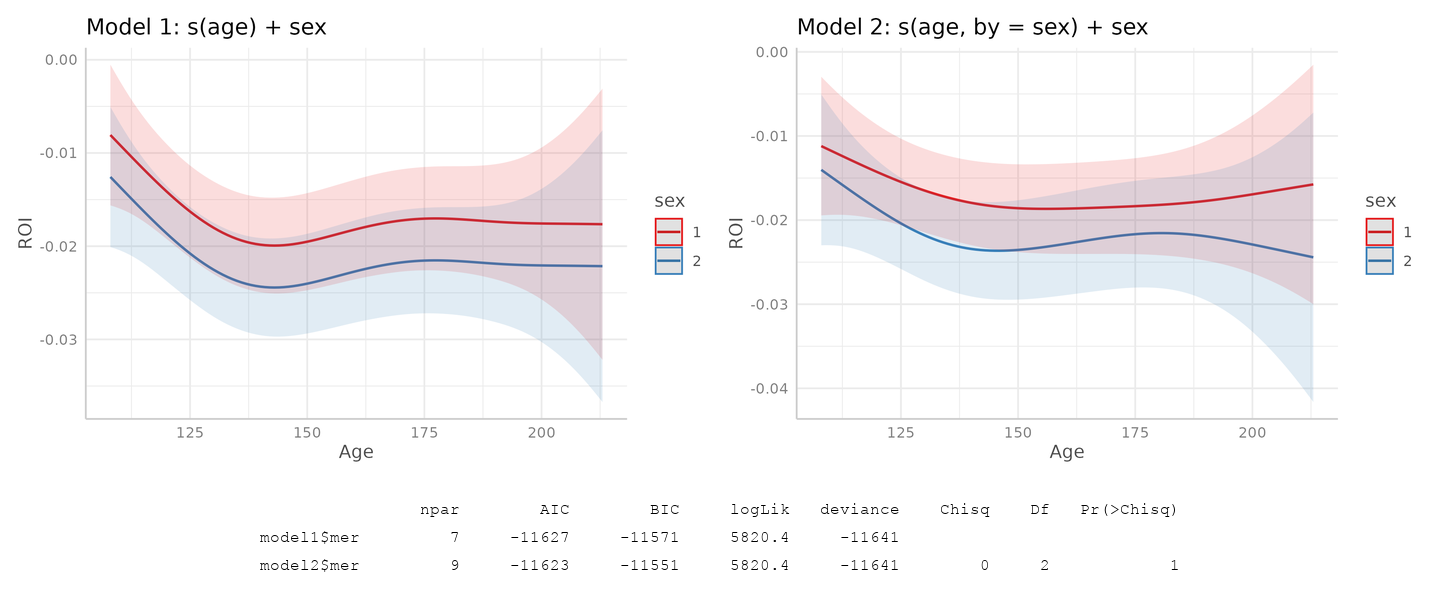 Model 1: s(age) + sex
0.00
-0.01
-0.02
-0.03
ROI
125 150 175 200
Age
sex
1
2
Model 2: s(age, by = sex) + sex
0.00
-0.01
-0.02
-0.03
-0.04
ROI
125 150 175 200
Age
sex
1
2
npar AIC BIC logLik deviance Chisq Df Pr(>Chisq)
model1$mer 7 -11627 -11571 5820.4 -11641
model2$mer 9 -11623 -11551 5820.4 -11641 0 2 1